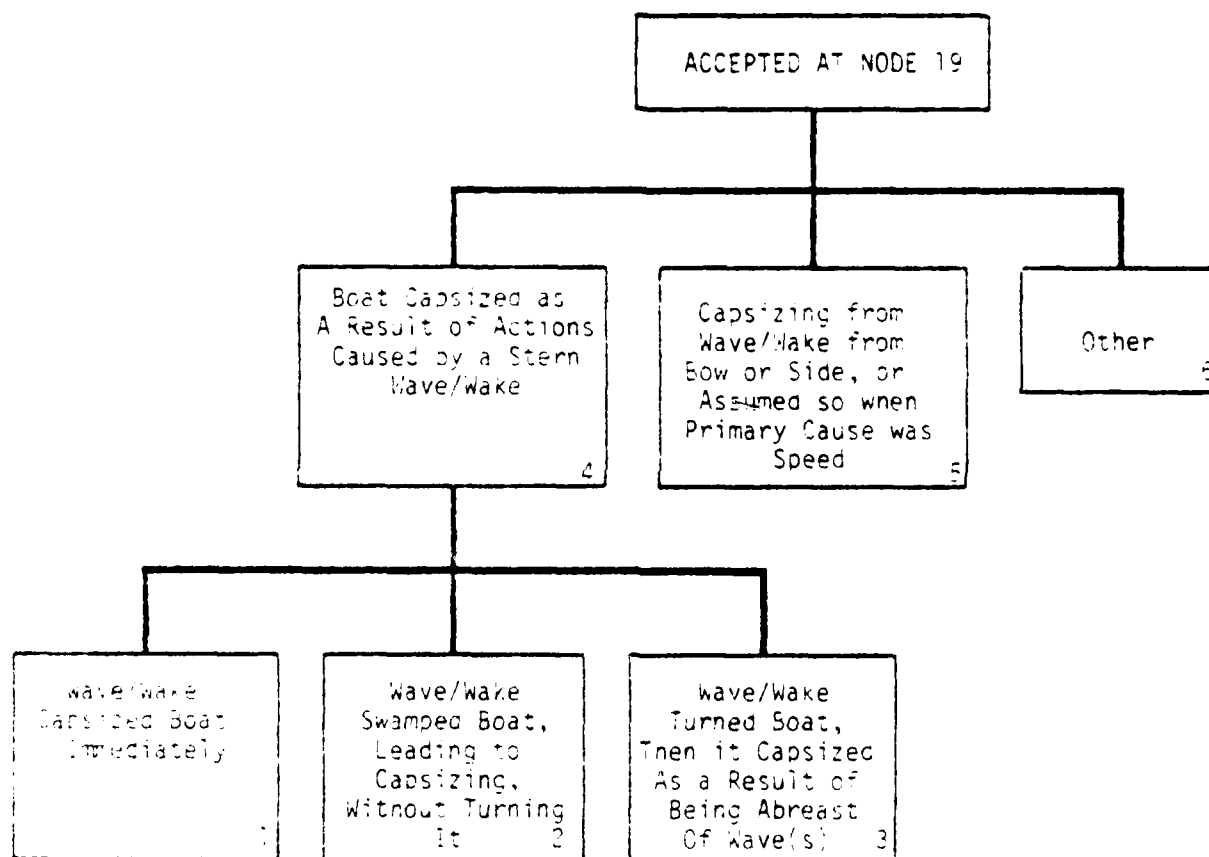 ACCEPTED AT NODE 19
Boat Capsized as
A Result of Actions
Caused by a Stern
Wave/Wake
4
Capsizing from
Wave/Wake from
Bow or Side, or
Assumed so when
Primary Cause was
Speed
5
Other
6
Wave/Wake
Capsized Boat
Immediately
1
Wave/Wake
Swamped Boat,
Leading to
Capsizing,
Without Turning
It 2
Wave/Wake
Turned Boat,
Then it Capsized
As a Result of
Being Abreast
Of Wave(s) 3